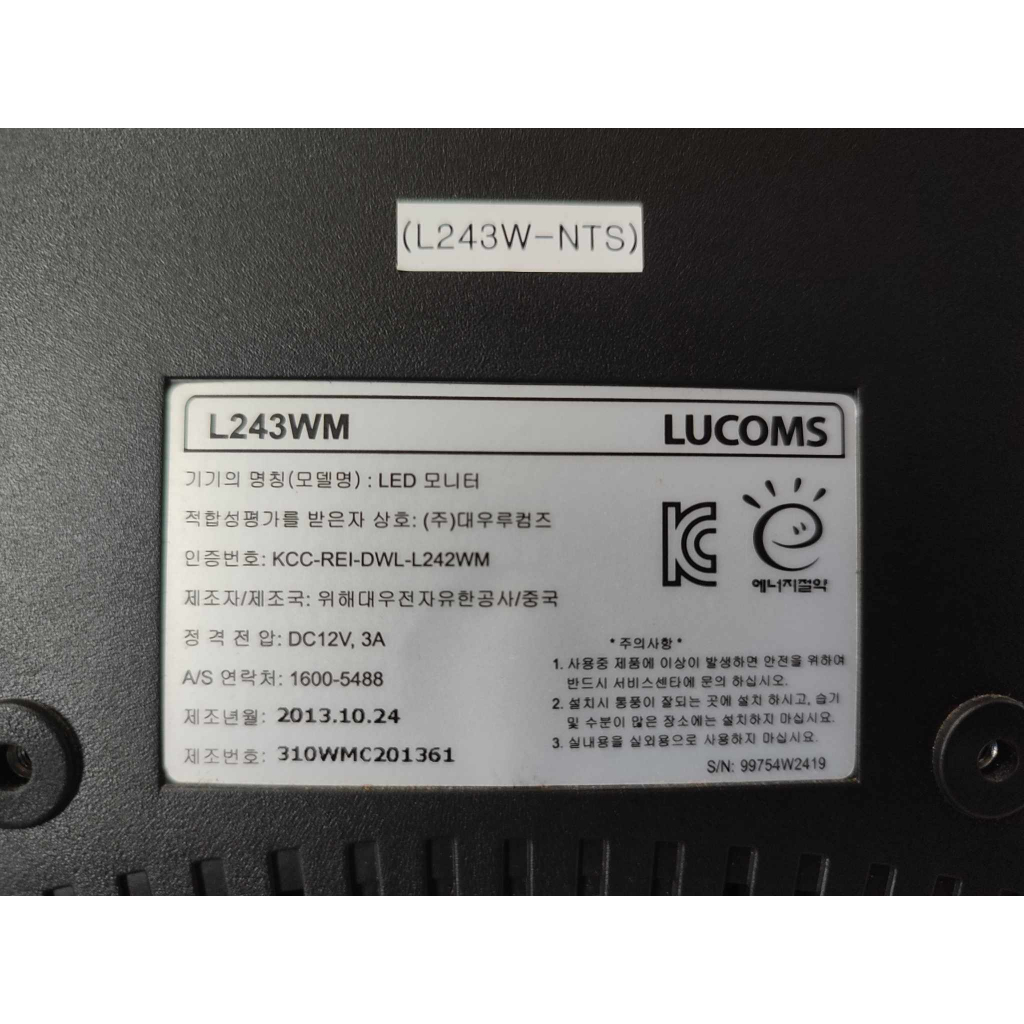 (L243W-NTS)
L243WM LUCOMS
기기의 명칭(모델명) : LED 모니터
적합성평가를 받은자 상호: (주)대우루컴즈
인증번호: KCC-REI-DWL-L242WM
제조자/제조국: 위해대우전자유한공사/중국
정 격 전 압: DC12V, 3A
A/S 연락처: 1600-5488
제조년월: 2013.10.24
제조번호: 310WMC201361
KC
에너지절약
* 주의사항 *
1. 사용중 제품에 이상이 발생하면 안전을 위하여
반드시 서비스센타에 문의 하십시오.
2. 설치시 통풍이 잘되는 곳에 설치 하시고, 습기
및 수분이 많은 장소에는 설치하지 마십시요.
3. 실내용을 실외용으로 사용하지 마십시요.
S/N: 99754W2419